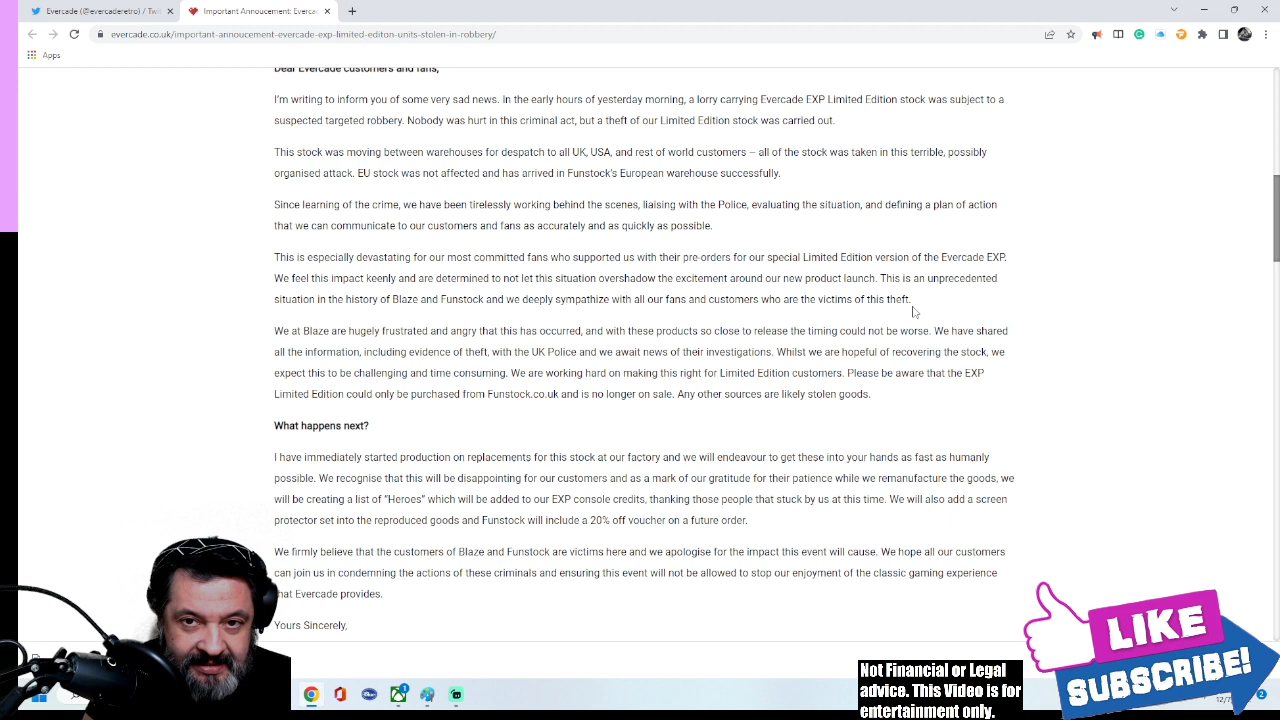 Evercade (@evercaderetro) / Twi
Important Annoucement: Everca
evercade.co.uk/important-annoucement-evercade-exp-limited-editon-units-stolen-in-robbery/
Apps
Dear Evercade customers and fans,
I'm writing to inform you of some very sad news. In the early hours of yesterday morning, a lorry carrying Evercade EXP Limited Edition stock was subject to a
suspected targeted robbery. Nobody was hurt in this criminal act, but a theft of our Limited Edition stock was carried out.
This stock was moving between warehouses for despatch to all UK, USA, and rest of world customers – all of the stock was taken in this terrible, possibly
organised attack. EU stock was not affected and has arrived in Funstock's European warehouse successfully.
Since learning of the crime, we have been tirelessly working behind the scenes, liaising with the Police, evaluating the situation, and defining a plan of action
that we can communicate to our customers and fans as accurately and as quickly as possible.
This is especially devastating for our most committed fans who supported us with their pre-orders for our special Limited Edition version of the Evercade EXP.
We feel this impact keenly and are determined to not let this situation overshadow the excitement around our new product launch. This is an unprecedented
situation in the history of Blaze and Funstock and we deeply sympathize with all our fans and customers who are the victims of this theft.
We at Blaze are hugely frustrated and angry that this has occurred, and with these products so close to release the timing could not be worse. We have shared
all the information, including evidence of theft, with the UK Police and we await news of their investigations. Whilst we are hopeful of recovering the stock, we
expect this to be challenging and time consuming. We are working hard on making this right for Limited Edition customers. Please be aware that the EXP
Limited Edition could only be purchased from Funstock.co.uk and is no longer on sale. Any other sources are likely stolen goods.
What happens next?
I have immediately started production on replacements for this stock at our factory and we will endeavour to get these into your hands as fast as humanly
possible. We recognise that this will be disappointing for our customers and as a mark of our gratitude for their patience while we remanufacture the goods, we
will be creating a list of "Heroes" which will be added to our EXP console credits, thanking those people that stuck by us at this time. We will also add a screen
protector set into the reproduced goods and Funstock will include a 20% off voucher on a future order.
We firmly believe that the customers of Blaze and Funstock are victims here and we apologise for the impact this event will cause. We hope all our customers
can join us in condemning the actions of these criminals and ensuring this event will not be allowed to stop our enjoyment of the classic gaming experience
that Evercade provides.
Yours Sincerely,
LIKE
SUBSCRIBE!
Not Financial or Legal
advice. This Video is for
entertainment only.